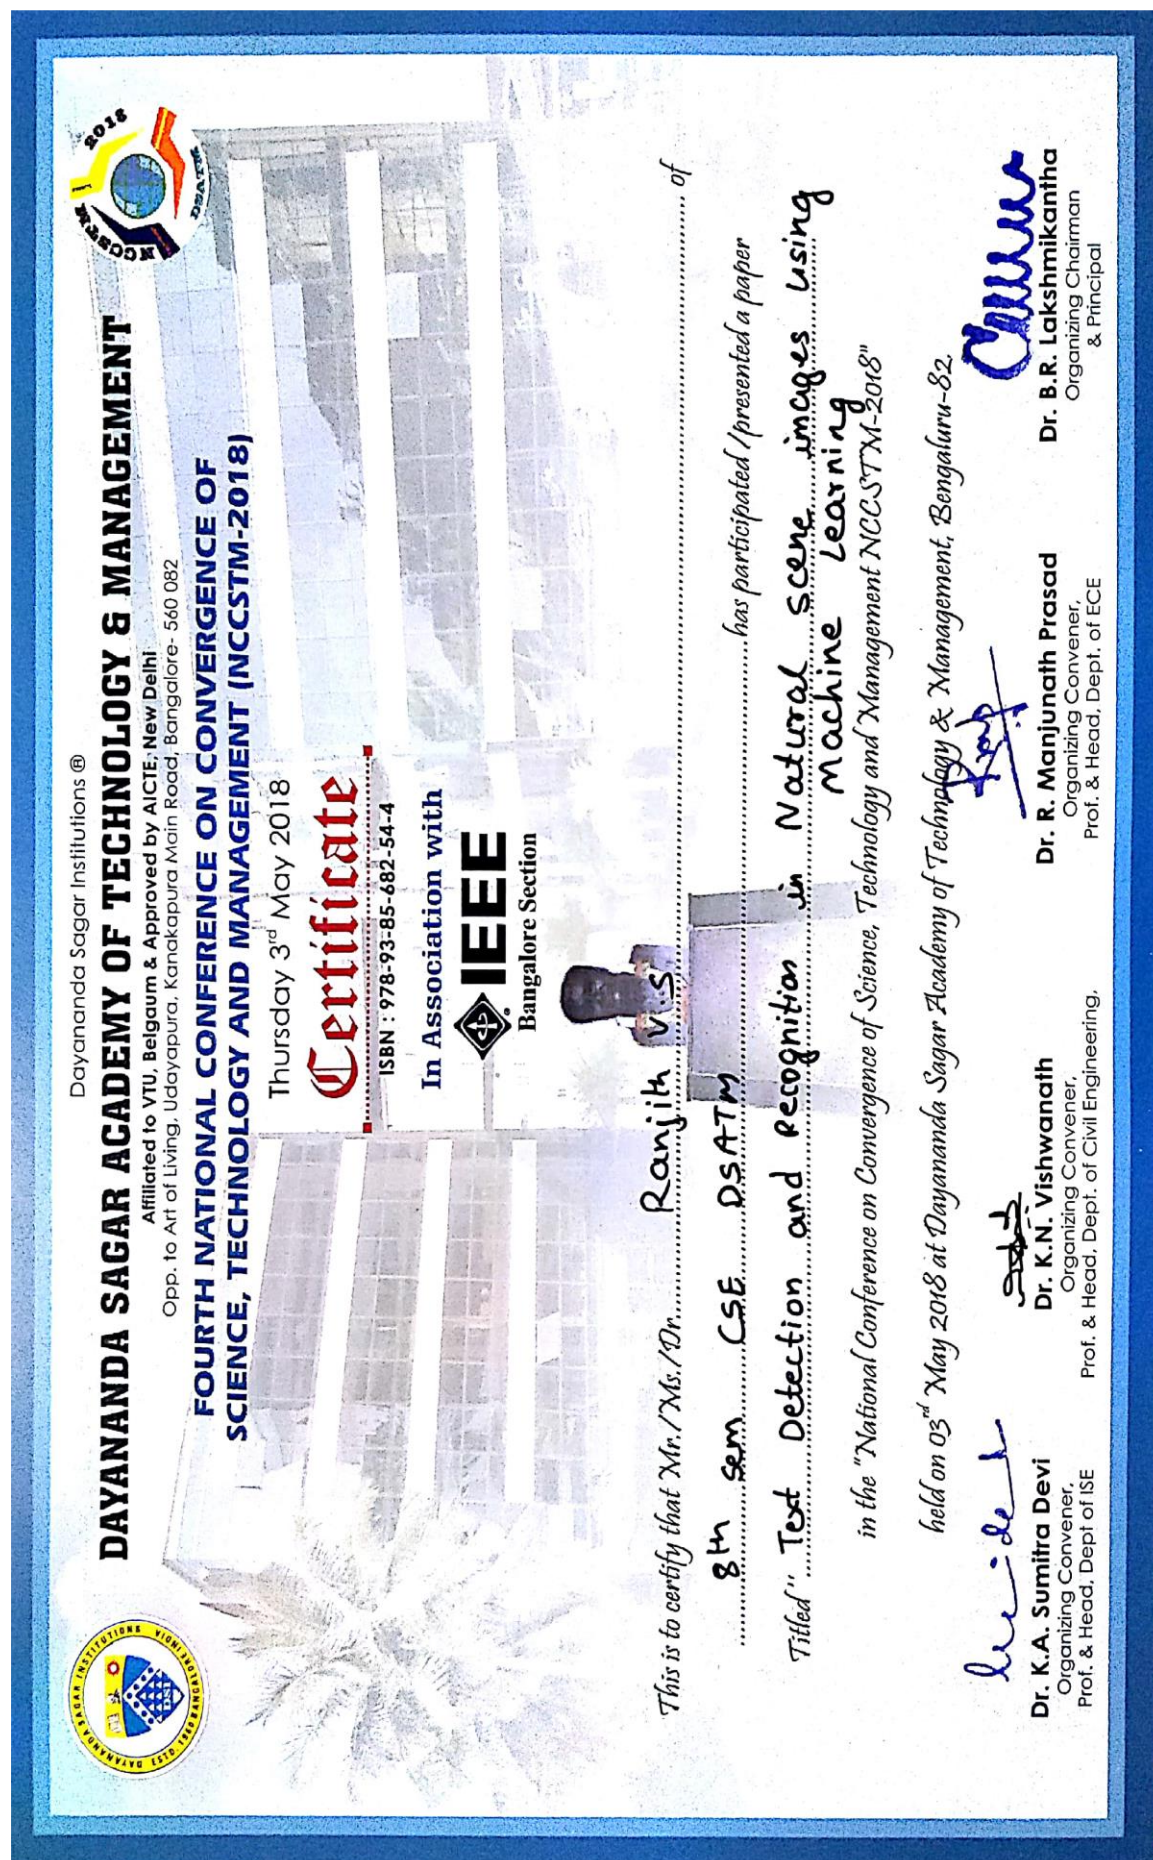 Dayananda Sagar Institutions ®
DAYANANDA SAGAR ACADEMY OF TECHNOLOGY & MANAGEMENT
Affiliated to VTU, Belgaum & Approved by AICTE, New Delhi
Opp. to Art of Living, Udayapura, Kanakapura Main Road, Bangalore- 560 082
FOURTH NATIONAL CONFERENCE ON CONVERGENCE OF
SCIENCE, TECHNOLOGY AND MANAGEMENT (NCCSTM-2018)
DAYANANDA SAGAR INSTITUTIONS
ESTD. 1960 BANGALORE INDIA
2018
DSATM
Thursday 3rd May 2018
Certificate
ISBN : 978-93-85-682-54-4
In Association with
IEEE
Bangalore Section
This is to certify that Mr./Ms./Dr. Ranjith V.S of
8th sem CSE DSATM has participated/presented a paper
Titled" Text Detection and Recognition in Natural scene images using
Machine Learning
in the "National Conference on Convergence of Science, Technology and Management NCCSTM-2018"
held on 03rd May 2018 at Dayananda Sagar Academy of Technology & Management, Bengaluru-82
Dr. K.A. Sumitra Devi
Organizing Convener,
Prof. & Head, Dept of ISE
Dr. K.N. Vishwanath
Organizing Convener,
Prof. & Head, Dept. of Civil Engineering,
Dr. R. Manjunath Prasad
Organizing Convener,
Prof. & Head, Dept. of ECE
Dr. B.R. Lakshmikantha
Organizing Chairman
& Principal